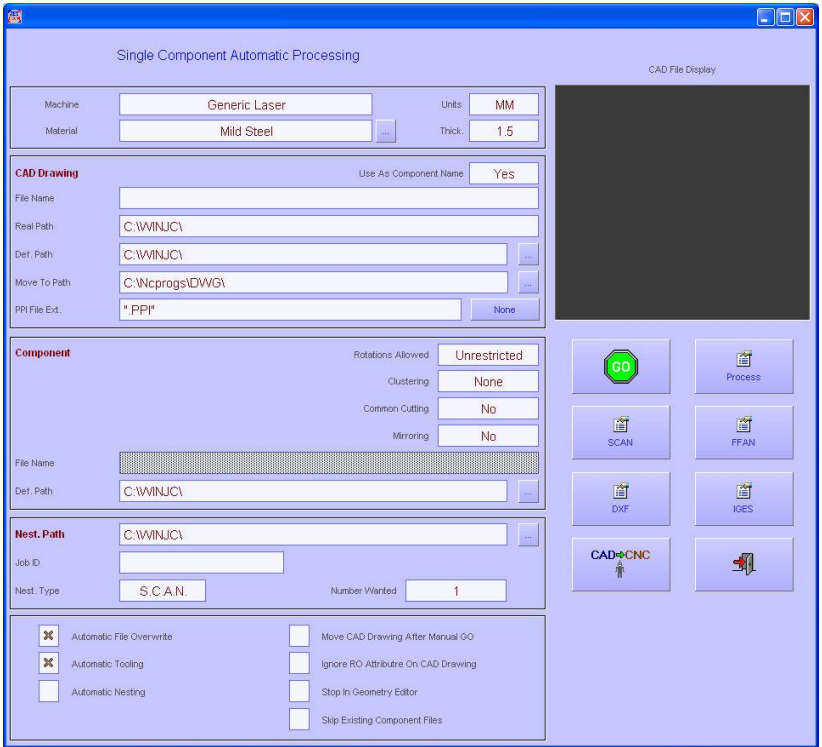 Single Component Automatic Processing
CAD File Display
Machine Generic Laser Units MM
Material Mild Steel ... Thick. 1.5
CAD Drawing Use As Component Name Yes
File Name
Real Path C:\WINJC\
Def. Path C:\WINJC\ ...
Move To Path C:\Ncprogs\DWG\ ...
PPI File Ext. ".PPI" None
Component Rotations Allowed Unrestricted
Clustering None
Common Cutting No
Mirroring No
File Name
Def. Path C:\WINJC\ ...
Nest. Path C:\WINJC\ ...
Job ID
Nest. Type S.C.A.N. Number Wanted 1
Automatic File Overwrite Move CAD Drawing After Manual GO
Automatic Tooling Ignore RO Attributre On CAD Drawing
Automatic Nesting Stop In Geometry Editor
Skip Existing Component Files
GO Process
SCAN FFAN
DXF IGES
CAD⇨CNC